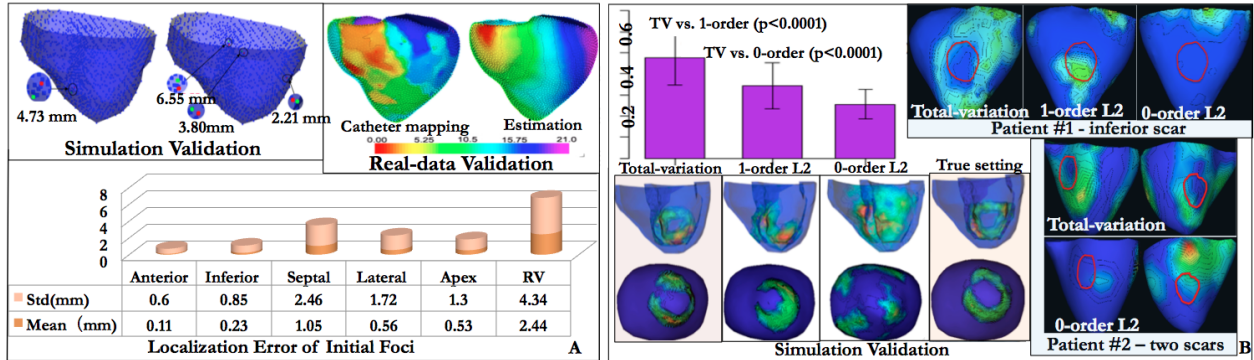 4.73 mm
6.55 mm
3.80mm
2.21 mm
Simulation Validation
Catheter mapping
Estimation
0.00 5.25 10.5 15.75 21.0
Real-data Validation
8
6
4
2
0
Anterior Inferior Septal Lateral Apex RV
Std(mm) 0.6 0.85 2.46 1.72 1.3 4.34
Mean (mm) 0.11 0.23 1.05 0.56 0.53 2.44
Localization Error of Initial Foci
A
0.2 0.4 0.6
TV vs. 1-order (p<0.0001)
TV vs. 0-order (p<0.0001)
Total-variation 1-order L2 0-order L2 True setting
Simulation Validation
Total-variation 1-order L2 0-order L2
Patient #1 - inferior scar
Total-variation
0-order L2
Patient #2 – two scars
B